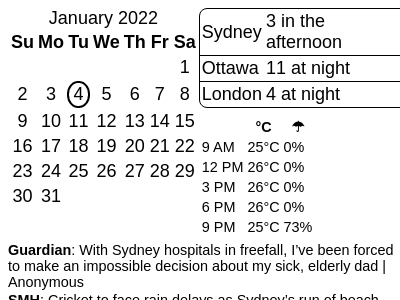 January 2022
Su Mo Tu We Th Fr Sa
1
2 3 4 5 6 7 8
9 10 11 12 13 14 15
16 17 18 19 20 21 22
23 24 25 26 27 28 29
30 31
Sydney 3 in the
afternoon
Ottawa 11 at night
London 4 at night
°C ☂
9 AM 25°C 0%
12 PM 26°C 0%
3 PM 26°C 0%
6 PM 26°C 0%
9 PM 25°C 73%
Guardian: With Sydney hospitals in freefall, I've been forced
to make an impossible decision about my sick, elderly dad |
Anonymous
SMH: Cricket to face rain delays as Sydney's run of beach